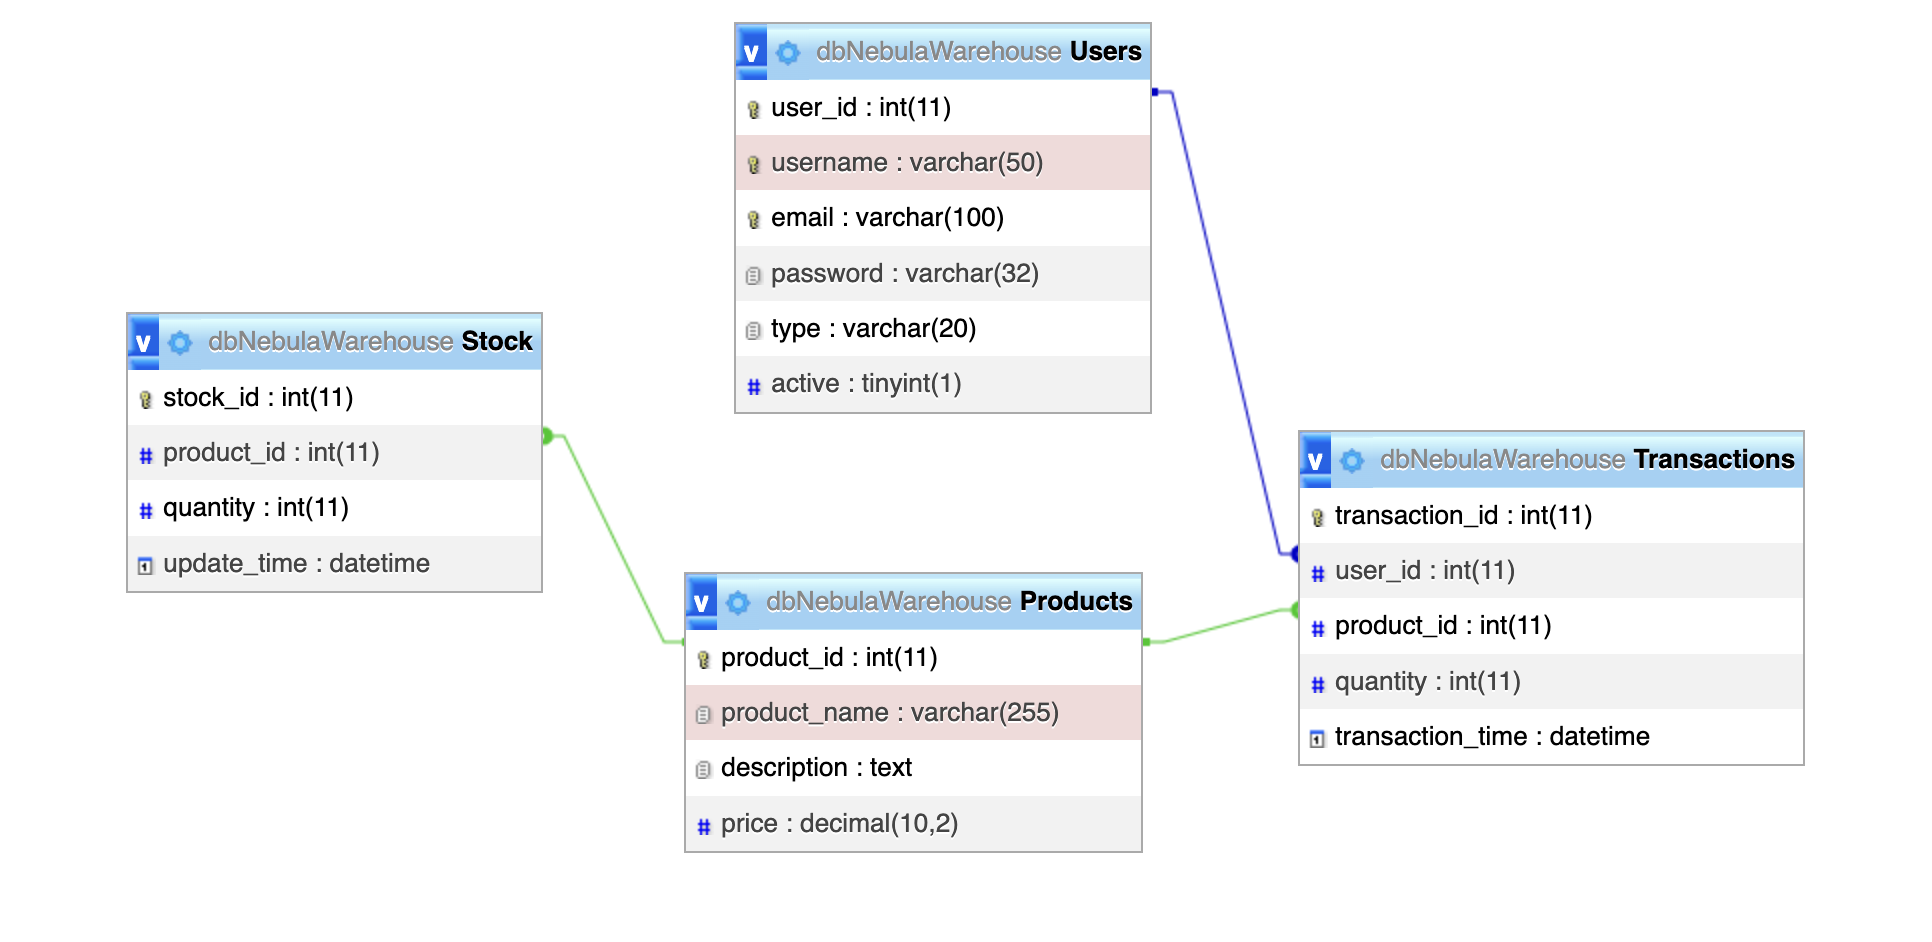 v dbNebulaWarehouse Users
user_id : int(11)
username : varchar(50)
email : varchar(100)
password : varchar(32)
type : varchar(20)
# active : tinyint(1)
v dbNebulaWarehouse Stock
stock_id : int(11)
# product_id : int(11)
# quantity : int(11)
update_time : datetime
v dbNebulaWarehouse Products
product_id : int(11)
product_name : varchar(255)
description : text
# price : decimal(10,2)
v dbNebulaWarehouse Transactions
transaction_id : int(11)
# user_id : int(11)
# product_id : int(11)
# quantity : int(11)
transaction_time : datetime